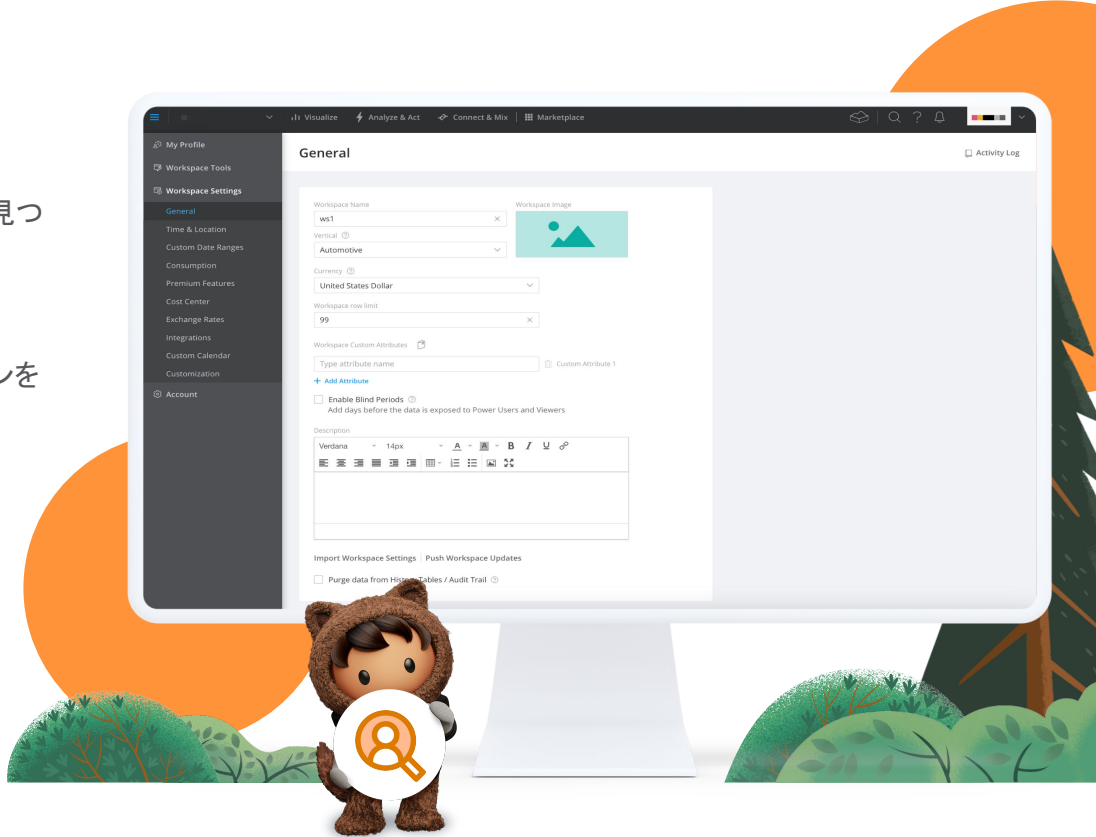 見つ
ンを
Visualize
Analyze & Act
Connect & Mix
Marketplace
My Profile
Workspace Tools
Workspace Settings
General
Time & Location
Custom Date Ranges
Consumption
Premium Features
Cost Center
Exchange Rates
Integrations
Custom Calendar
Customization
Account
General
Activity Log
Workspace Name
Workspace Image
ws1
Vertical
Automotive
Currency
United States Dollar
Workspace row limit
99
Workspace Custom Attributes
Type attribute name
Custom Attribute 1
+ Add Attribute
Enable Blind Periods
Add days before the data is exposed to Power Users and Viewers
Description
Verdana 14px A A B I U
Import Workspace Settings | Push Workspace Updates
Purge data from History Tables / Audit Trail